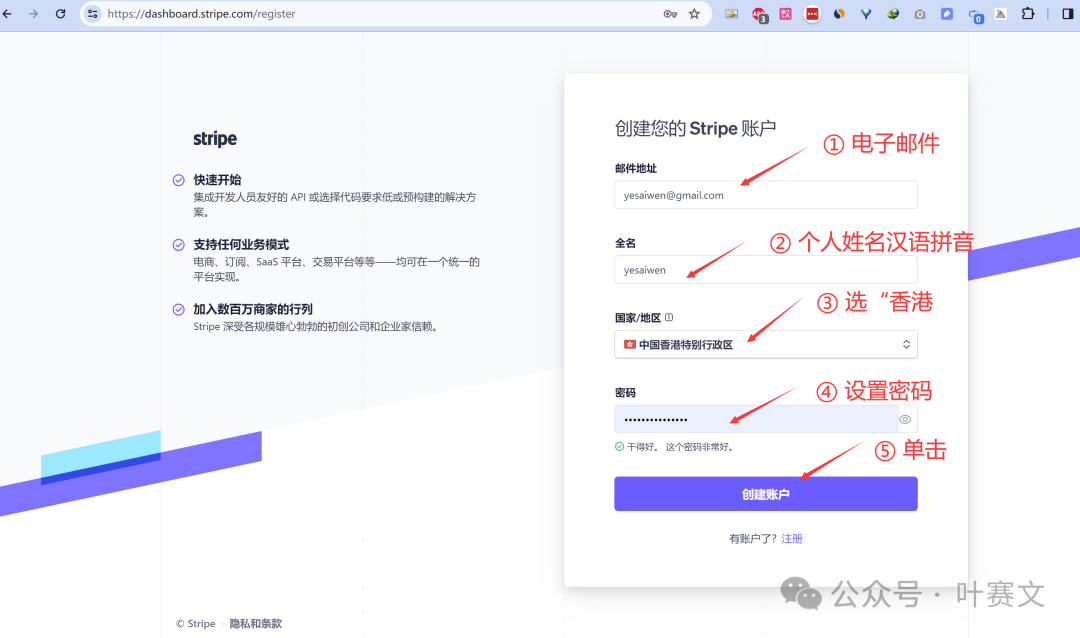 https://dashboard.stripe.com/register
3
0
stripe
快速开始
集成开发人员友好的 API 或选择代码要求低或预构建的解决方
案。
支持任何业务模式
电商、订阅、SaaS 平台、交易平台等等——均可在一个统一的
平台实现。
加入数百万商家的行列
Stripe 深受各规模雄心勃勃的初创公司和企业家信赖。
© Stripe · 隐私和条款
创建您的 Stripe 账户
① 电子邮件
邮件地址
yesaiwen@gmail.com
② 个人姓名汉语拼音
全名
yesaiwen
③ 选“香港
国家/地区
中国香港特别行政区
④ 设置密码
密码
•••••••••••••••
干得好。 这个密码非常好。
⑤ 单击
创建账户
有账户了? 注册
公众号 · 叶赛文